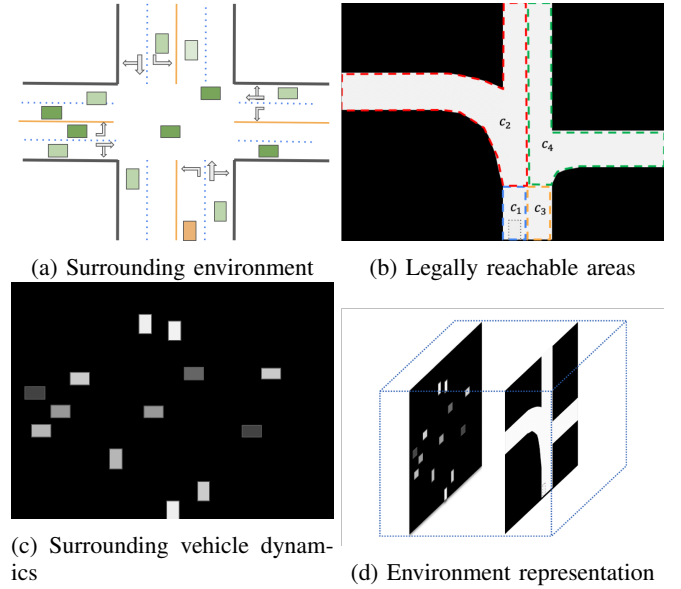 c₂
c₄
c₁
c₃
(a) Surrounding environment
(b) Legally reachable areas
(c) Surrounding vehicle dynam-
ics
(d) Environment representation